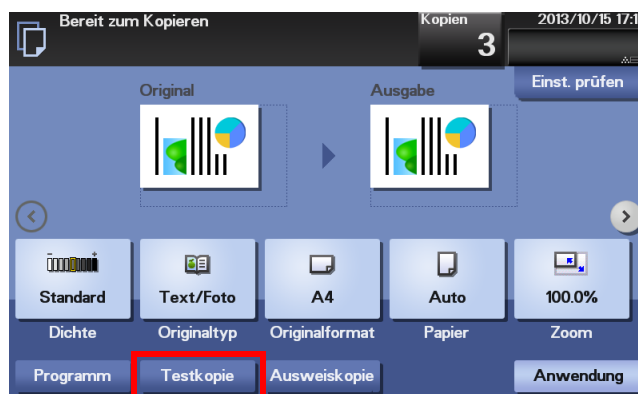 Bereit zum Kopieren
Kopien
3
2013/10/15 17:1
Einst. prüfen
Original
Ausgabe
Standard
Text/Foto
A4
Auto
100.0%
Dichte
Originaltyp
Originalformat
Papier
Zoom
Programm
Testkopie
Ausweiskopie
Anwendung